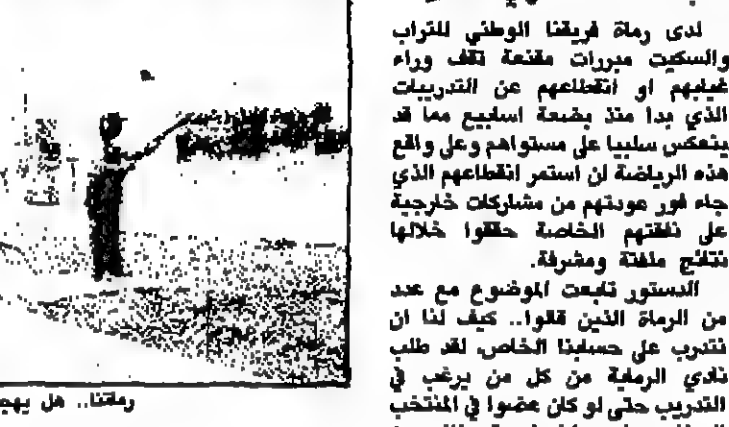 لدى رماة فريقنا الوطني للتراب
والسكيت مبررات مقنعة تقف وراء
غيابهم او انقطاعهم عن التدريبات
الذي بدا منذ بضعة اسابيع مما قد
ينعكس سلبيا على مستواهم وعلى واقع
هذه الرياضة لن استمر انقطاعهم الذي
جاء فور عودتهم من مشاركات خارجية
على نفقتهم الخاصة حققوا خلالها
نتائج ملفتة ومشرفة.
الدستور تابعت الموضوع مع عدد
من الرماة الذين قالوا.. كيف لنا ان
نتدرب على حسابنا الخاص، لقد طلب
نادي الرماية من كل من يرغب في
التدريب حتى لو كان عضوا في المنتخب
رماتنا.. هل يهج